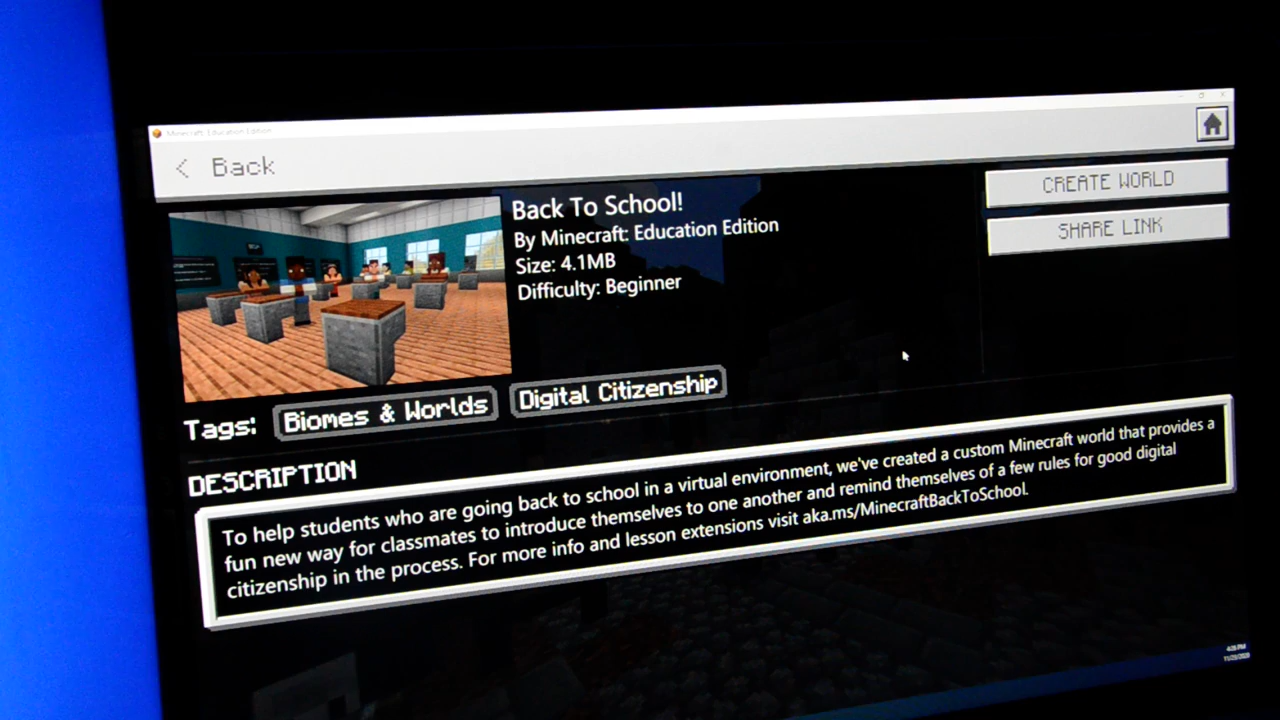 Minecraft: Education Edition
Back
CREATE WORLD
SHARE LINK
Back To School!
By Minecraft: Education Edition
Size: 4.1MB
Difficulty: Beginner
Tags: Biomes & Worlds Digital Citizenship
DESCRIPTION
To help students who are going back to school in a virtual environment, we've created a custom Minecraft world that provides a
fun new way for classmates to introduce themselves to one another and remind themselves of a few rules for good digital
citizenship in the process. For more info and lesson extensions visit aka.ms/MinecraftBackToSchool.